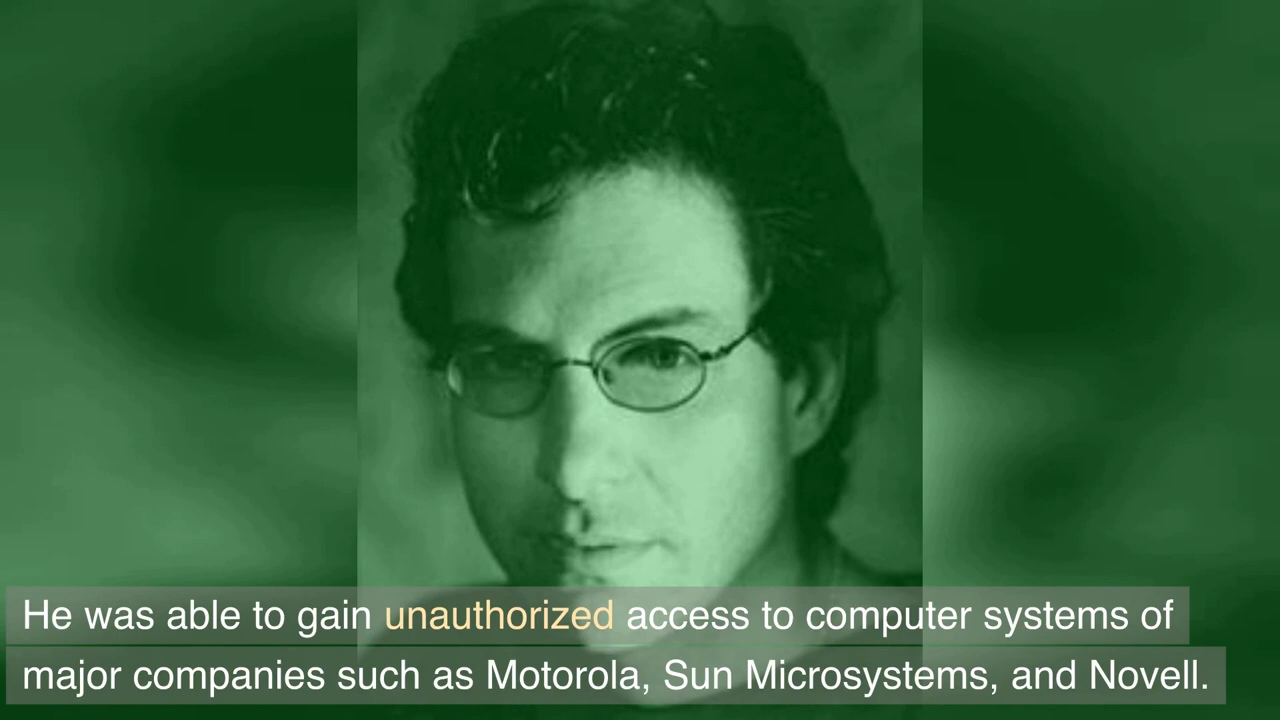 He was able to gain unauthorized access to computer systems of
major companies such as Motorola, Sun Microsystems, and Novell.